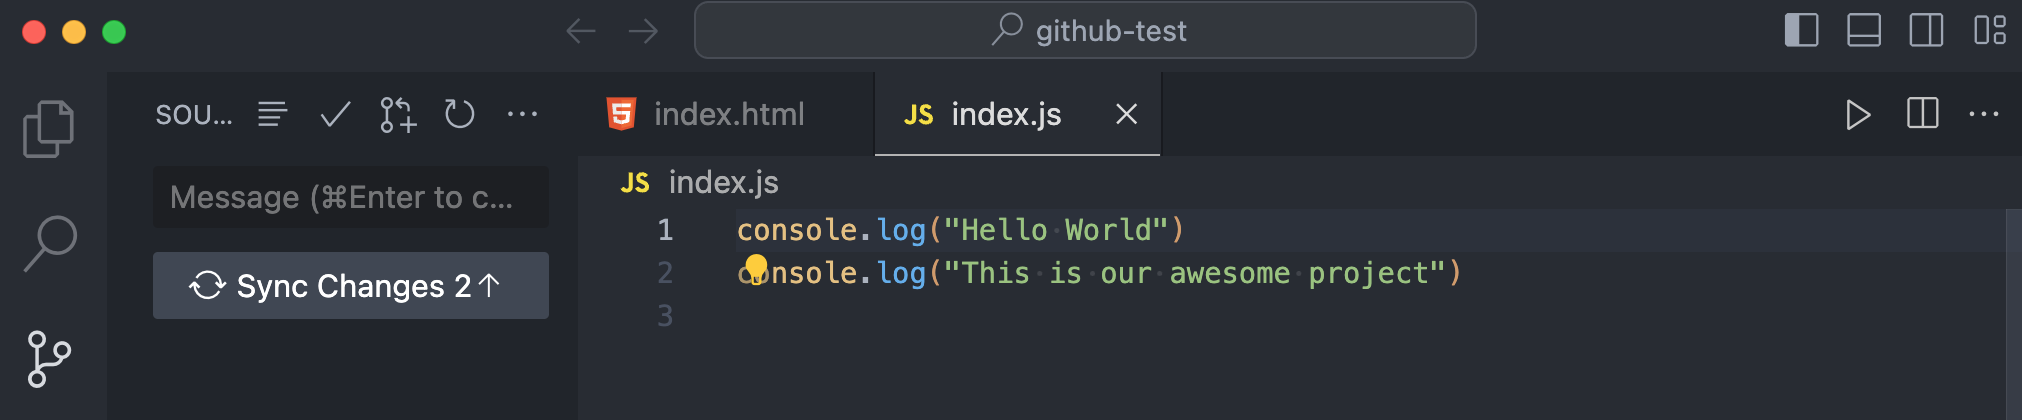 github-test
SOU...
index.html
JS index.js
Message (⌘Enter to c...
Sync Changes 2↑
JS index.js
1 console.log("Hello World")
2 console.log("This is our awesome project")
3